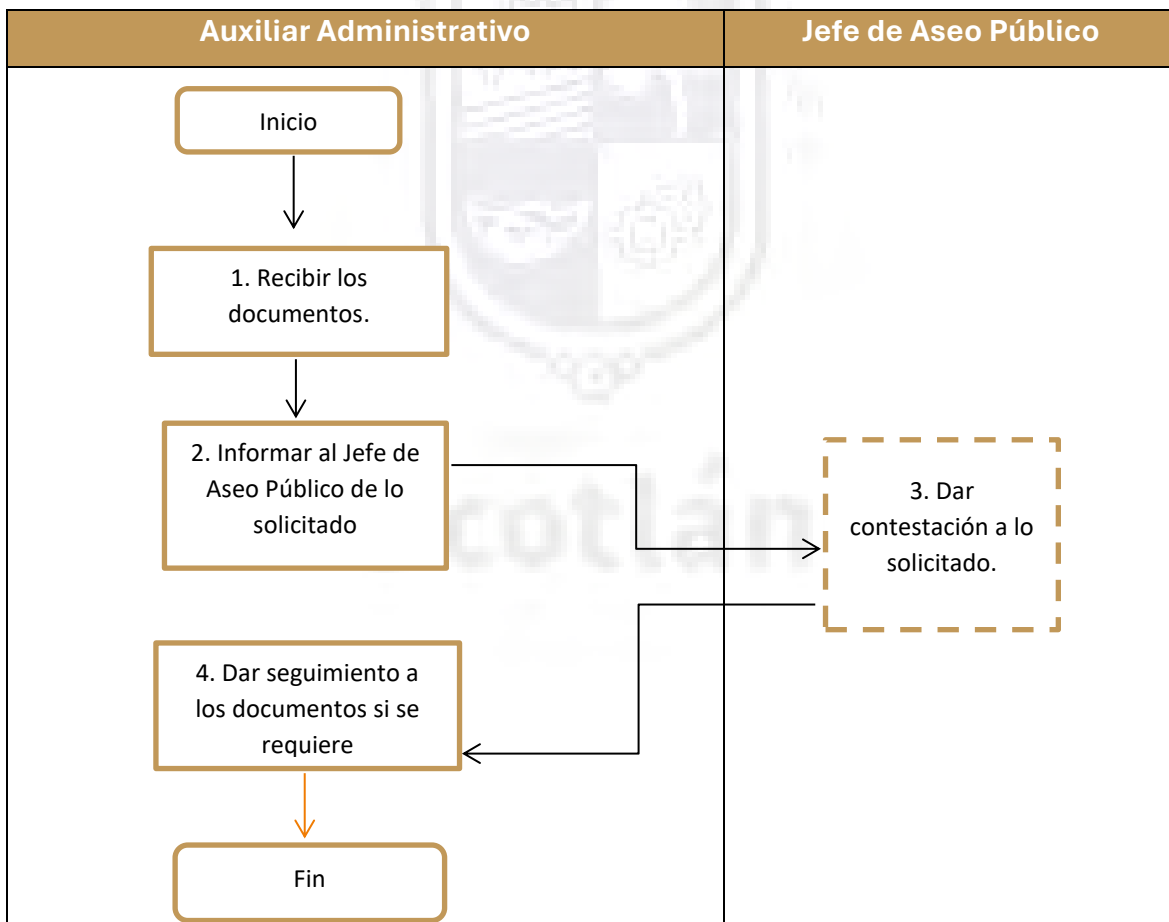 Auxiliar Administrativo
Jefe de Aseo Público
Inicio
1. Recibir los
documentos.
2. Informar al Jefe de
Aseo Público de lo
solicitado
3. Dar
contestación a lo
solicitado.
4. Dar seguimiento a
los documentos si se
requiere
Fin
cotlán